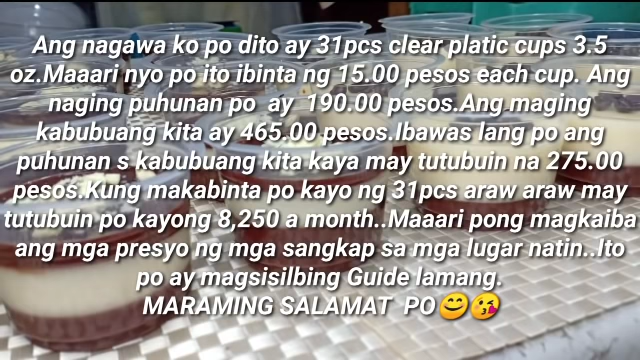 Ang nagawa ko po dito ay 31pcs clear platic cups 3.5
oz.Maaari nyo po ito ibinta ng 15.00 pesos each cup. Ang
naging puhunan po ay 190.00 pesos.Ang maging
kabubuang kita ay 465.00 pesos.Ibawas lang po ang
puhunan s kabubuang kita kaya may tutubuin na 275.00
pesos.Kung makabinta po kayo ng 31pcs araw araw may
tutubuin po kayong 8,250 a month..Maaari pong magkaiba
ang mga presyo ng mga sangkap sa mga lugar natin..Ito
po ay magsisilbing Guide lamang.
MARAMING SALAMAT PO😊😘